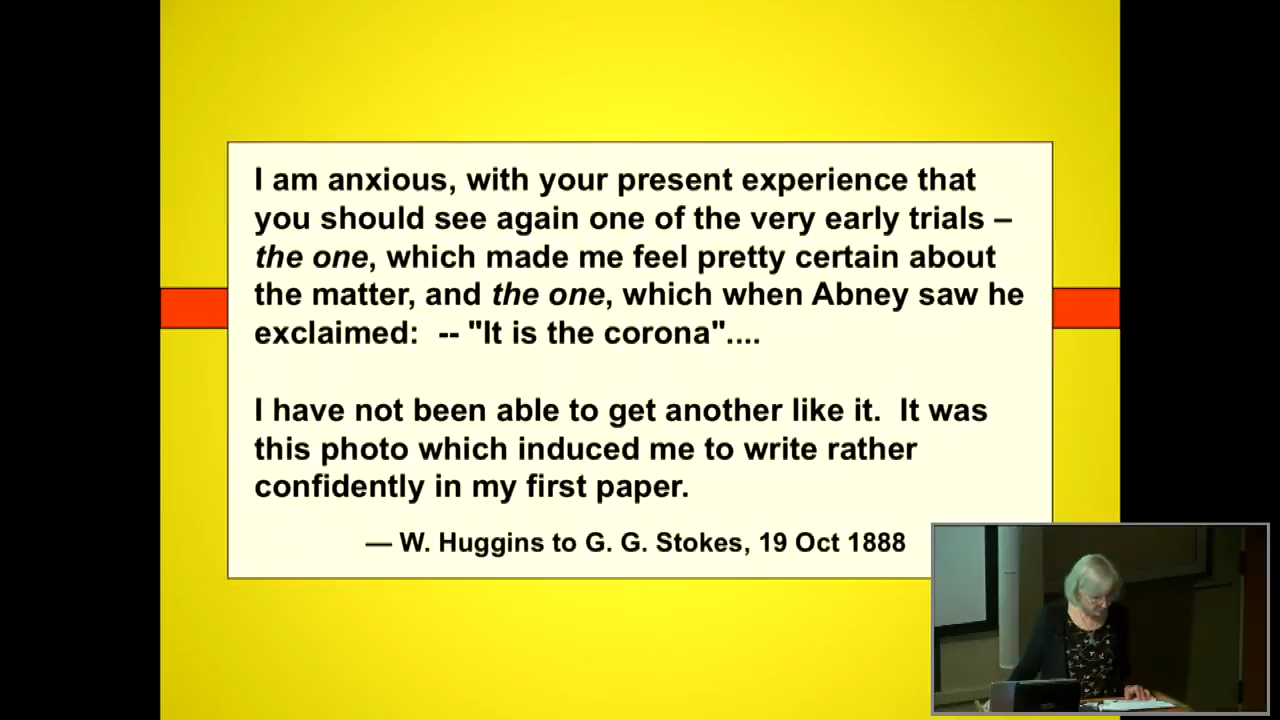 I am anxious, with your present experience that
you should see again one of the very early trials –
the one, which made me feel pretty certain about
the matter, and the one, which when Abney saw he
exclaimed:  -- "It is the corona"....
I have not been able to get another like it.  It was
this photo which induced me to write rather
confidently in my first paper.
— W. Huggins to G. G. Stokes, 19 Oct 1888